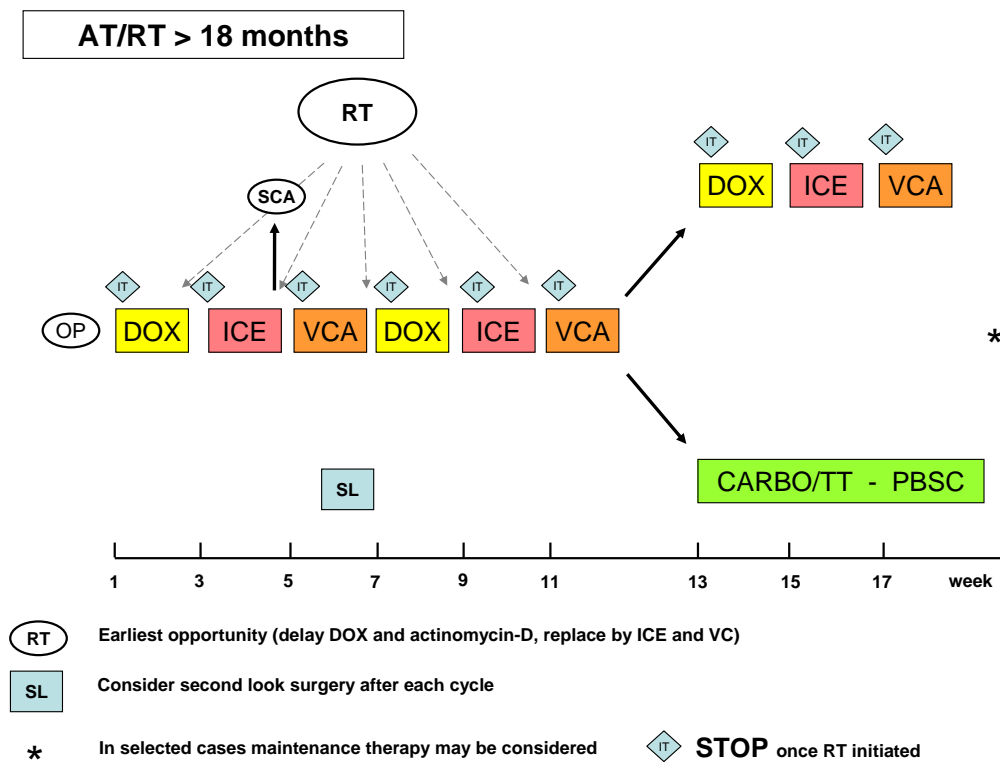 AT/RT > 18 months
RT
SCA
IT IT IT
DOX ICE VCA
IT IT IT IT IT IT
OP DOX ICE VCA DOX ICE VCA
*
CARBO/TT - PBSC
SL
1 3 5 7 9 11 13 15 17 week
RT Earliest opportunity (delay DOX and actinomycin-D, replace by ICE and VC)
SL Consider second look surgery after each cycle
* In selected cases maintenance therapy may be considered IT STOP once RT initiated